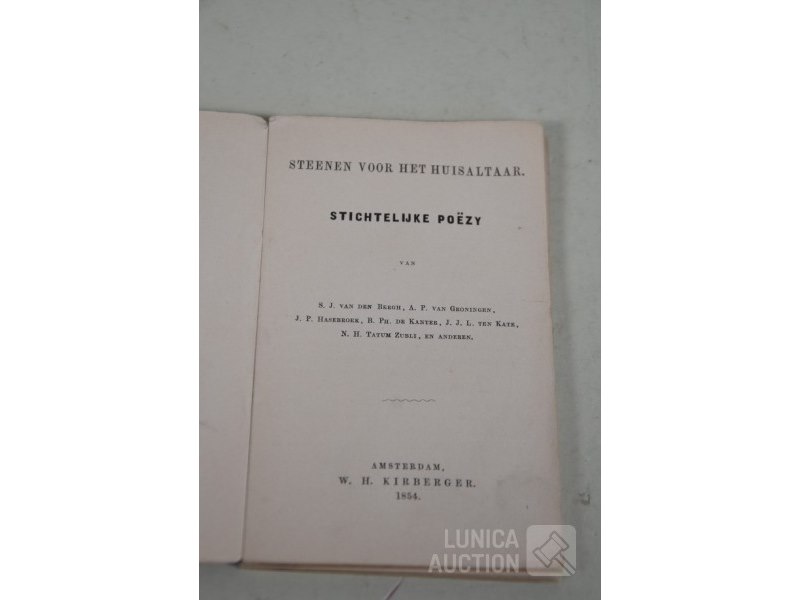 STEENEN VOOR HET HUISALTAAR.
STICHTELIJKE POËZY
VAN
S. J. VAN DEN BERGH, A. P. VAN GRONINGEN,
J. P. HASEBROEK, B. PH. DE KANTER, J. J. L. TEN KATE,
N. H. TATUM ZUBLI, EN ANDEREN.
AMSTERDAM,
W. H. KIRBERGER.
1854.
LUNICA
AUCTION